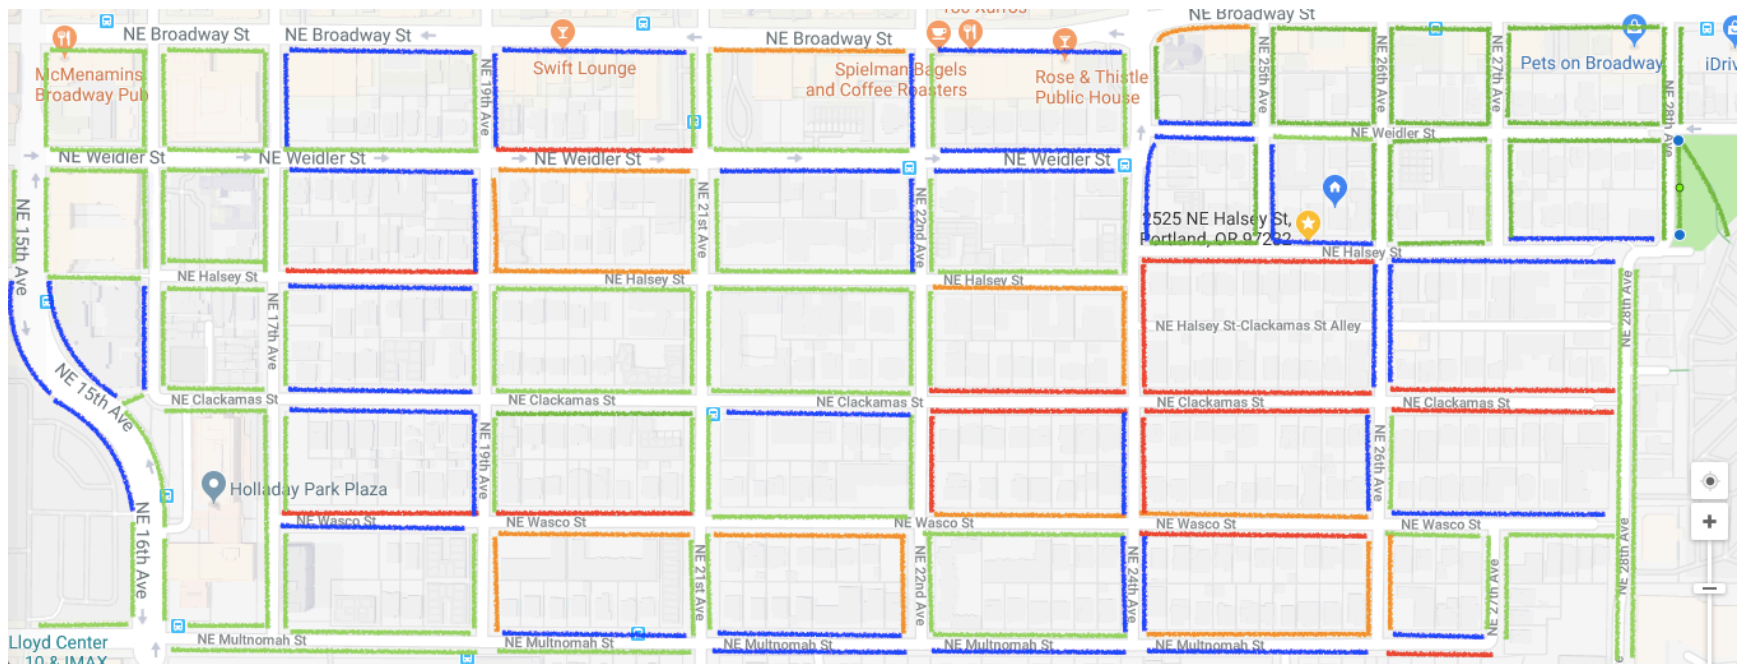 NE Broadway St
NE Broadway St
NE Broadway St
NE Broadway St
McMenamins
Broadway Pub
Swift Lounge
Spielman Bagels
and Coffee Roasters
Rose & Thistle
Public House
Pets on Broadway
NE 19th Ave
NE 25th Ave
NE 26th Ave
NE 27th Ave
NE 28th Ave
NE Weidler St
NE Weidler St
NE Weidler St
NE Weidler St
NE Weidler St
NE 15th Ave
NE 21st Ave
NE 22nd Ave
2525 NE Halsey St,
Portland, OR 97232
NE Halsey St
NE Halsey St
NE Halsey St
NE Halsey St
NE 17th Ave
NE Halsey St-Clackamas St Alley
NE 28th Ave
NE 15th Ave
NE Clackamas St
NE Clackamas St
NE Clackamas St
NE Clackamas St
NE Clackamas St
NE 19th Ave
NE 26th Ave
Holladay Park Plaza
NE Wasco St
NE Wasco St
NE Wasco St
NE Wasco St
NE Wasco St
NE 16th Ave
NE 21st Ave
NE 22nd Ave
NE 24th Ave
NE 27th Ave
NE 28th Ave
NE Multnomah St
NE Multnomah St
NE Multnomah St
NE Multnomah St
NE Multnomah St
Lloyd Center
10 & IMAX